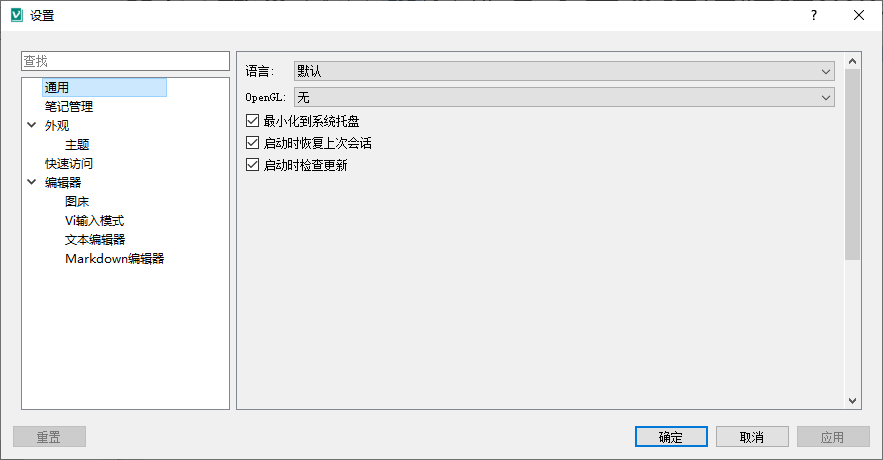 设置
查找
通用
笔记管理
外观
主题
快速访问
编辑器
图床
Vi输入模式
文本编辑器
Markdown编辑器
语言: 默认
OpenGL: 无
最小化到系统托盘
启动时恢复上次会话
启动时检查更新
重置 确定 取消 应用